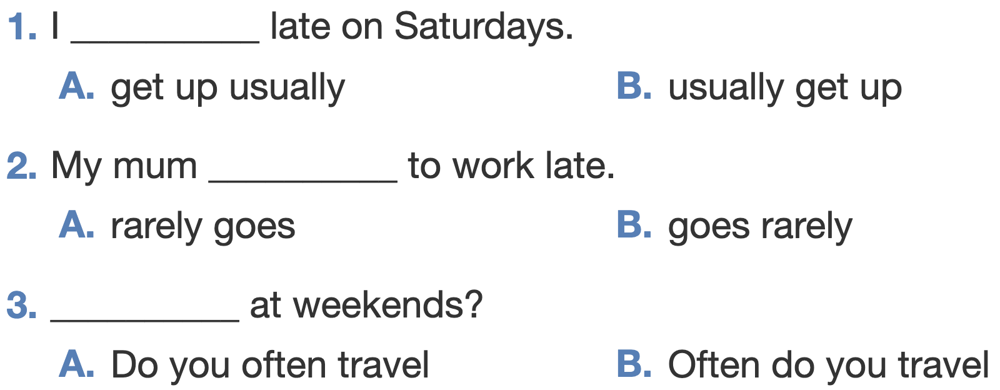 1. I __________ late on Saturdays.
A. get up usually B. usually get up
2. My mum __________ to work late.
A. rarely goes B. goes rarely
3. __________ at weekends?
A. Do you often travel B. Often do you travel